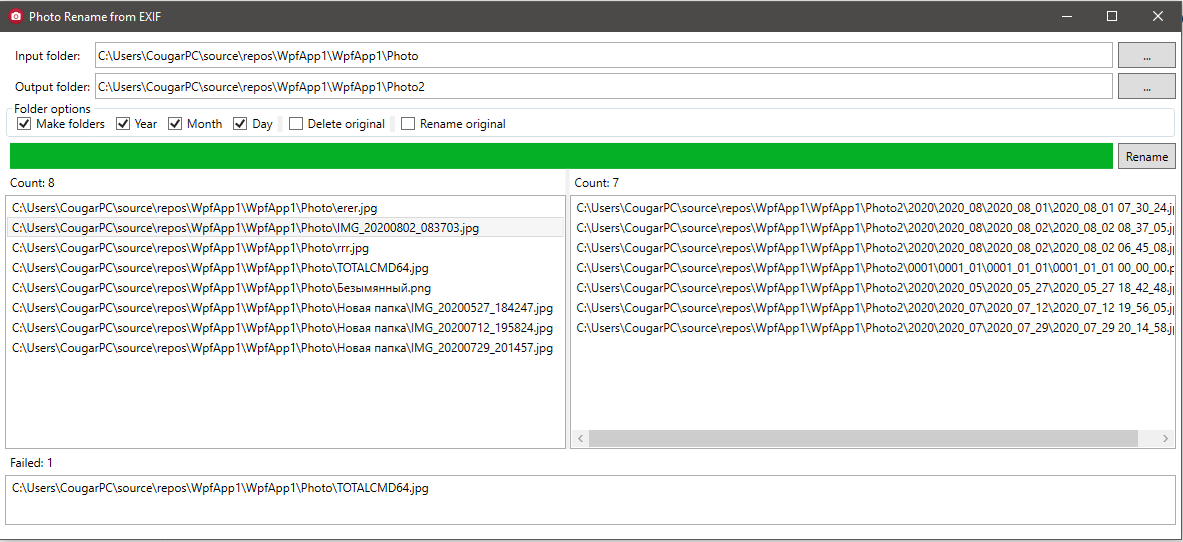 Photo Rename from EXIF
Input folder: C:\Users\CougarPC\source\repos\WpfApp1\WpfApp1\Photo ...
Output folder: C:\Users\CougarPC\source\repos\WpfApp1\WpfApp1\Photo2 ...
Folder options
Make folders Year Month Day Delete original Rename original
Rename
Count: 8
C:\Users\CougarPC\source\repos\WpfApp1\WpfApp1\Photo\erer.jpg
C:\Users\CougarPC\source\repos\WpfApp1\WpfApp1\Photo\IMG_20200802_083703.jpg
C:\Users\CougarPC\source\repos\WpfApp1\WpfApp1\Photo\rrr.jpg
C:\Users\CougarPC\source\repos\WpfApp1\WpfApp1\Photo\TOTALCMD64.jpg
C:\Users\CougarPC\source\repos\WpfApp1\WpfApp1\Photo\Безымянный.png
C:\Users\CougarPC\source\repos\WpfApp1\WpfApp1\Photo\Новая папка\IMG_20200527_184247.jpg
C:\Users\CougarPC\source\repos\WpfApp1\WpfApp1\Photo\Новая папка\IMG_20200712_195824.jpg
C:\Users\CougarPC\source\repos\WpfApp1\WpfApp1\Photo\Новая папка\IMG_20200729_201457.jpg
Count: 7
C:\Users\CougarPC\source\repos\WpfApp1\WpfApp1\Photo2\2020\2020_08\2020_08_01\2020_08_01 07_30_24.jp
C:\Users\CougarPC\source\repos\WpfApp1\WpfApp1\Photo2\2020\2020_08\2020_08_02\2020_08_02 08_37_05.jp
C:\Users\CougarPC\source\repos\WpfApp1\WpfApp1\Photo2\2020\2020_08\2020_08_02\2020_08_02 06_45_08.jp
C:\Users\CougarPC\source\repos\WpfApp1\WpfApp1\Photo2\0001\0001_01\0001_01_01\0001_01_01 00_00_00.p
C:\Users\CougarPC\source\repos\WpfApp1\WpfApp1\Photo2\2020\2020_05\2020_05_27\2020_05_27 18_42_48.jp
C:\Users\CougarPC\source\repos\WpfApp1\WpfApp1\Photo2\2020\2020_07\2020_07_12\2020_07_12 19_56_05.jp
C:\Users\CougarPC\source\repos\WpfApp1\WpfApp1\Photo2\2020\2020_07\2020_07_29\2020_07_29 20_14_58.jp
Failed: 1
C:\Users\CougarPC\source\repos\WpfApp1\WpfApp1\Photo\TOTALCMD64.jpg